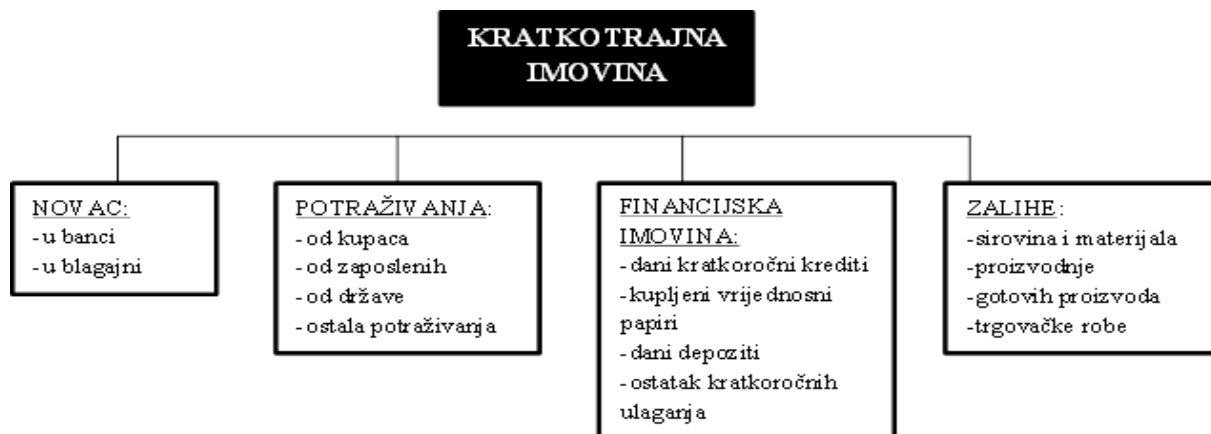 KRATKOTRAJNA
IMOVINA
NOVAC:
-u banci
-u blagajni
POTRAŽIVANJA:
-od kupaca
-od zaposlenih
-od države
-ostala potraživanja
FINANCIJSKA
IMOVINA:
-dani kratkoročni krediti
-kupljeni vrijednosni
papiri
-dani depoziti
-ostatak kratkoročnih
ulaganja
ZALIHE:
-sirovina i materijala
-proizvodnje
-gotovih proizvoda
-trgovačke robe